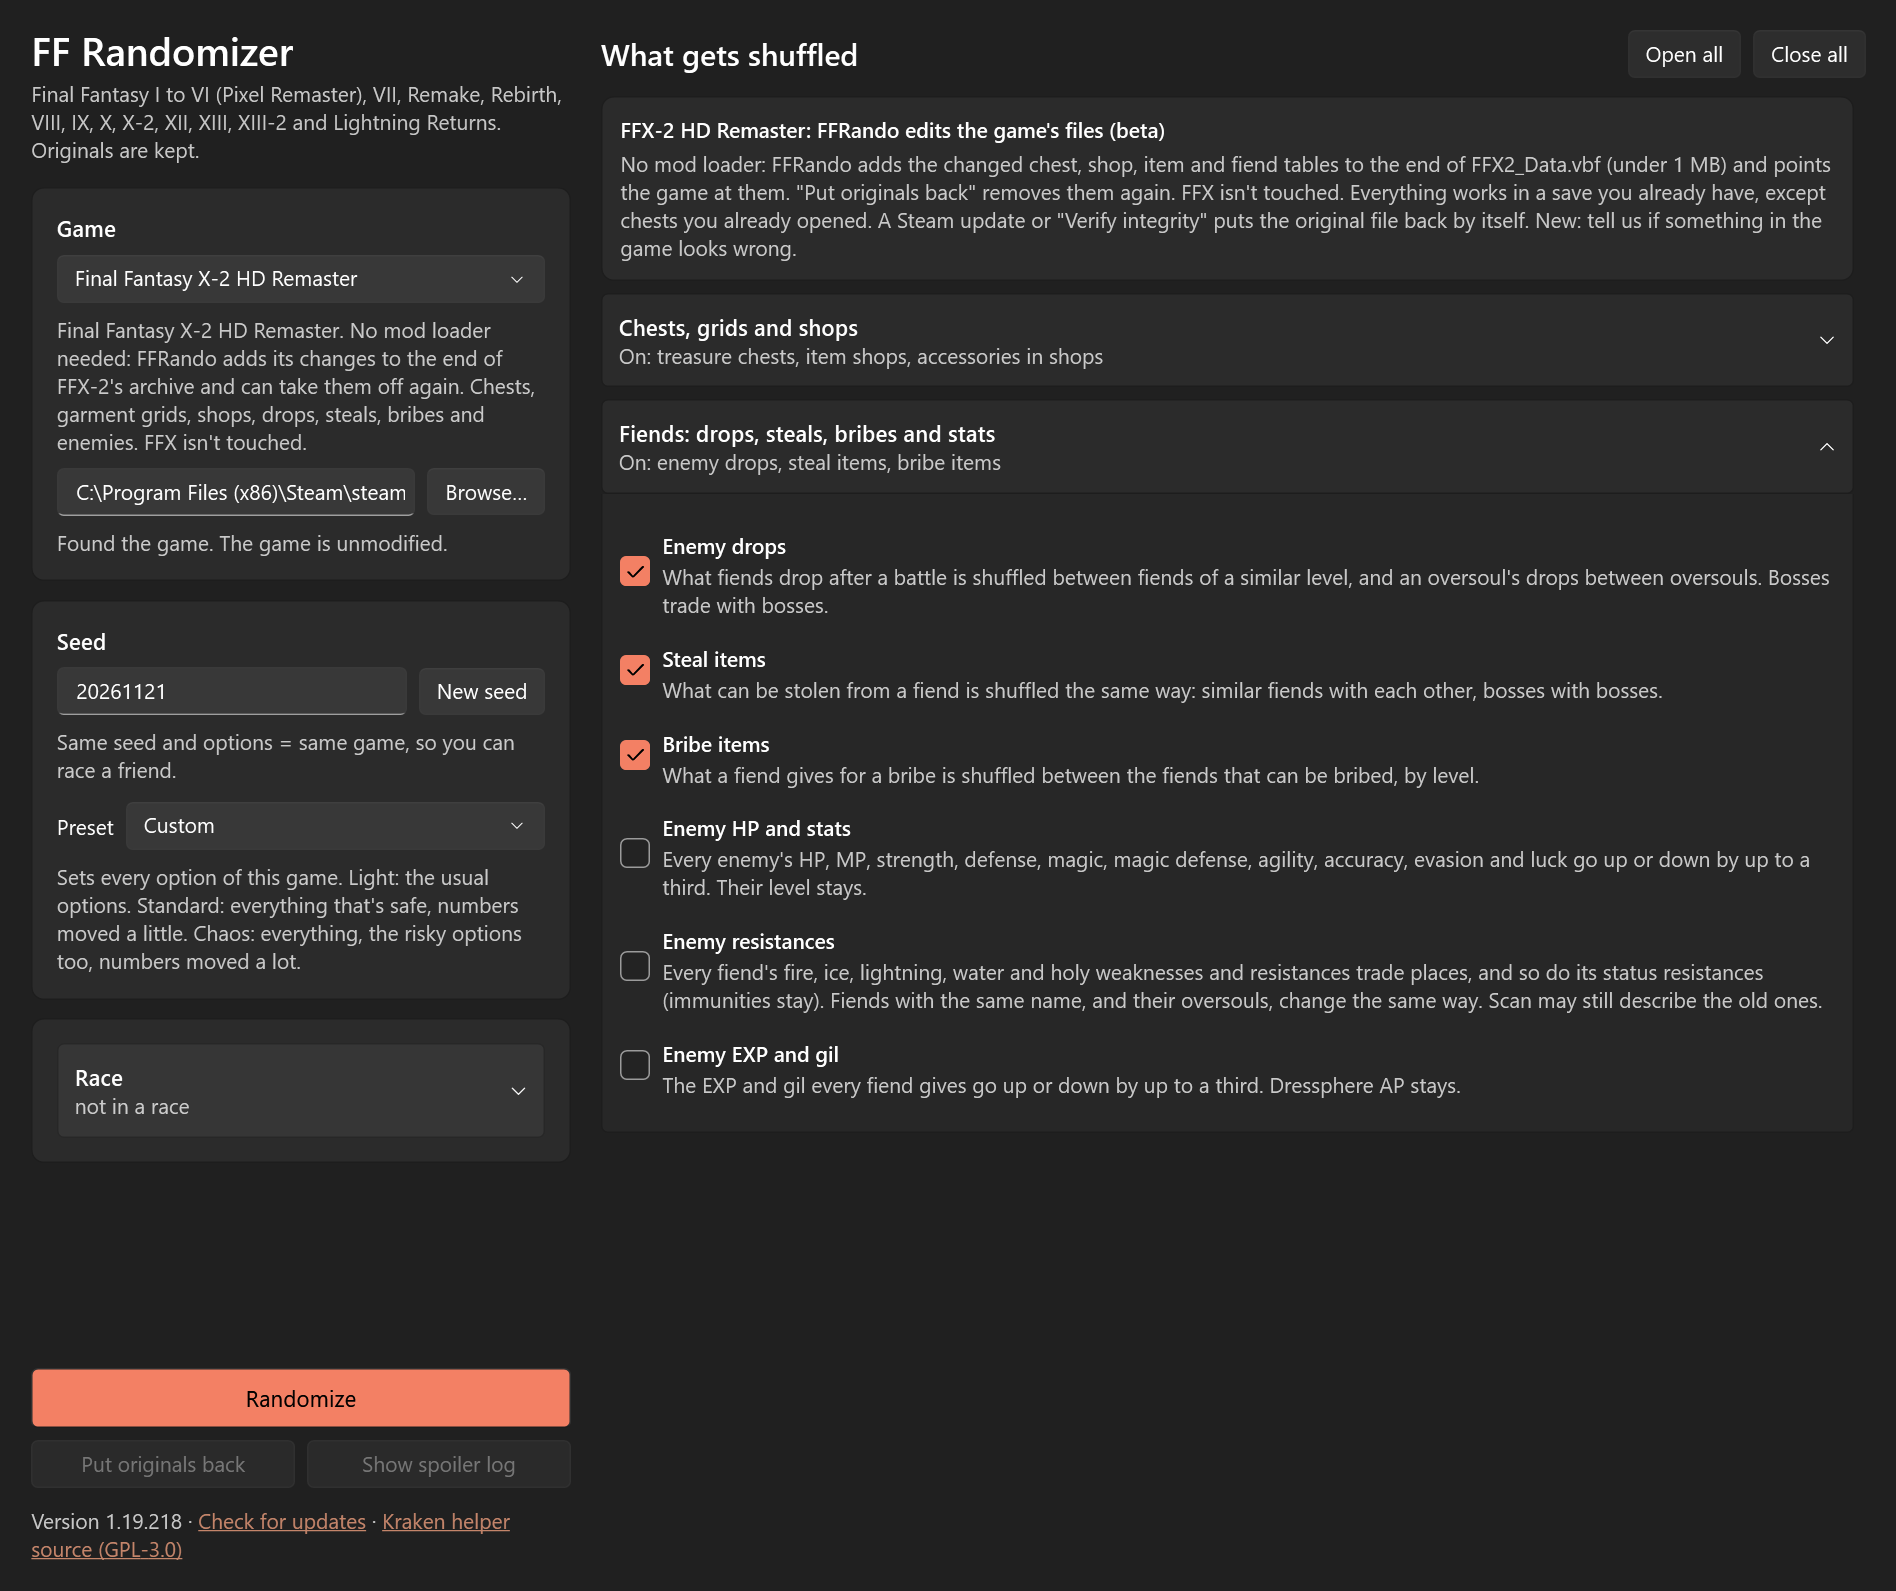 FF Randomizer
Final Fantasy I to VI (Pixel Remaster), VII, Remake, Rebirth,
VIII, IX, X, X-2, XII, XIII, XIII-2 and Lightning Returns.
Originals are kept.
Game
Final Fantasy X-2 HD Remaster
Final Fantasy X-2 HD Remaster. No mod loader
needed: FFRando adds its changes to the end of
FFX-2's archive and can take them off again. Chests,
garment grids, shops, drops, steals, bribes and
enemies. FFX isn't touched.
C:\Program Files (x86)\Steam\steam
Browse...
Found the game. The game is unmodified.
Seed
20261121
New seed
Same seed and options = same game, so you can
race a friend.
Preset
Custom
Sets every option of this game. Light: the usual
options. Standard: everything that's safe, numbers
moved a little. Chaos: everything, the risky options
too, numbers moved a lot.
Race
not in a race
Randomize
Put originals back
Show spoiler log
Version 1.19.218 · Check for updates · Kraken helper
source (GPL-3.0)
What gets shuffled
Open all
Close all
FFX-2 HD Remaster: FFRando edits the game's files (beta)
No mod loader: FFRando adds the changed chest, shop, item and fiend tables to the end of FFX2_Data.vbf (under 1 MB) and points
the game at them. "Put originals back" removes them again. FFX isn't touched. Everything works in a save you already have, except
chests you already opened. A Steam update or "Verify integrity" puts the original file back by itself. New: tell us if something in the
game looks wrong.
Chests, grids and shops
On: treasure chests, item shops, accessories in shops
Fiends: drops, steals, bribes and stats
On: enemy drops, steal items, bribe items
Enemy drops
What fiends drop after a battle is shuffled between fiends of a similar level, and an oversoul's drops between oversouls. Bosses
trade with bosses.
Steal items
What can be stolen from a fiend is shuffled the same way: similar fiends with each other, bosses with bosses.
Bribe items
What a fiend gives for a bribe is shuffled between the fiends that can be bribed, by level.
Enemy HP and stats
Every enemy's HP, MP, strength, defense, magic, magic defense, agility, accuracy, evasion and luck go up or down by up to a
third. Their level stays.
Enemy resistances
Every fiend's fire, ice, lightning, water and holy weaknesses and resistances trade places, and so do its status resistances
(immunities stay). Fiends with the same name, and their oversouls, change the same way. Scan may still describe the old ones.
Enemy EXP and gil
The EXP and gil every fiend gives go up or down by up to a third. Dressphere AP stays.